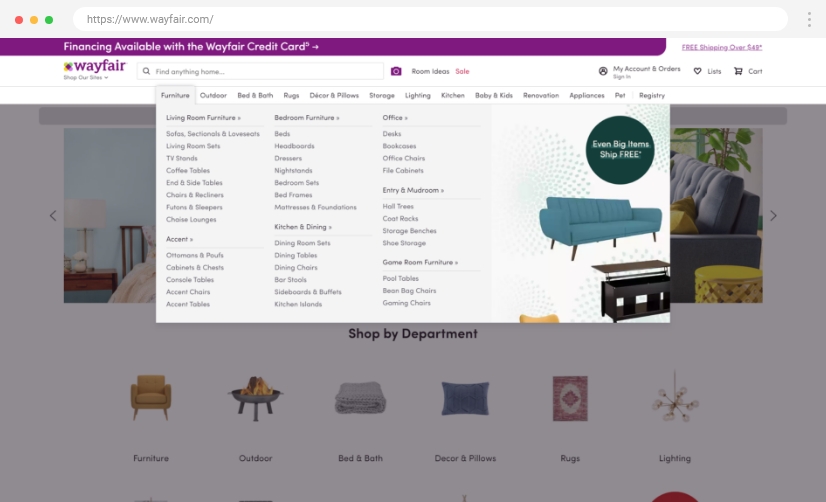 https://www.wayfair.com/
Financing Available with the Wayfair Credit Card⁵ →
FREE Shipping Over $49*
wayfair
Shop Our Sites
Find anything home...
Room Ideas
Sale
My Account & Orders
Sign In
Lists
Cart
Furniture
Outdoor
Bed & Bath
Rugs
Décor & Pillows
Storage
Lighting
Kitchen
Baby & Kids
Renovation
Appliances
Pet
Registry
Living Room Furniture »
Sofas, Sectionals & Loveseats
Living Room Sets
TV Stands
Coffee Tables
End & Side Tables
Chairs & Recliners
Futons & Sleepers
Chaise Lounges
Accent »
Ottomans & Poufs
Cabinets & Chests
Console Tables
Accent Chairs
Accent Tables
Bedroom Furniture »
Beds
Headboards
Dressers
Nightstands
Bedroom Sets
Bed Frames
Mattresses & Foundations
Kitchen & Dining »
Dining Room Sets
Dining Tables
Dining Chairs
Bar Stools
Sideboards & Buffets
Kitchen Islands
Office »
Desks
Bookcases
Office Chairs
File Cabinets
Entry & Mudroom »
Hall Trees
Coat Racks
Storage Benches
Shoe Storage
Game Room Furniture »
Pool Tables
Bean Bag Chairs
Gaming Chairs
Even Big Items
Ship FREE*
Shop by Department
Furniture
Outdoor
Bed & Bath
Decor & Pillows
Rugs
Lighting